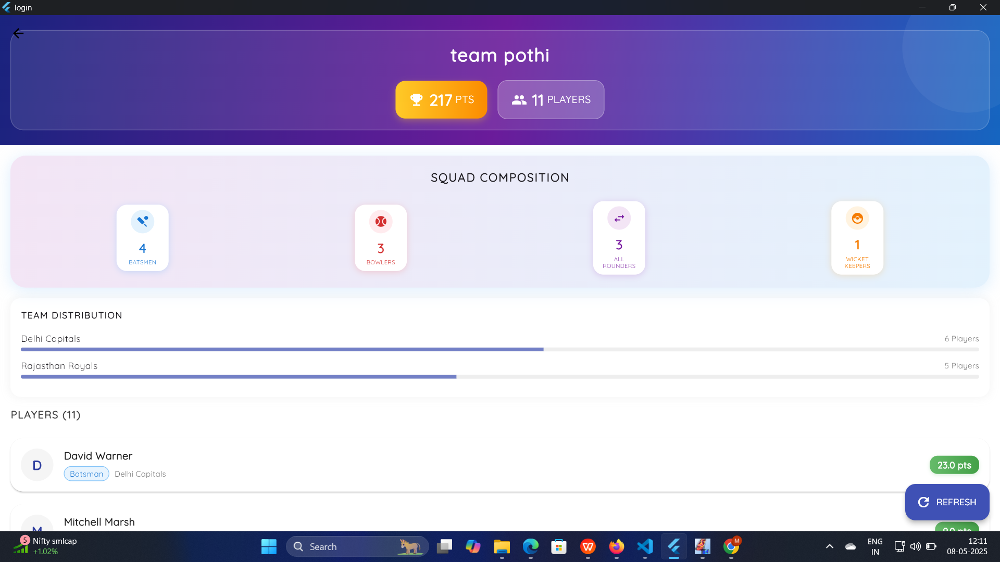 login
team pothi
217 PTS
11 PLAYERS
SQUAD COMPOSITION
4
BATSMEN
3
BOWLERS
3
ALL
ROUNDERS
1
WICKET
KEEPERS
TEAM DISTRIBUTION
Delhi Capitals
6 Players
Rajasthan Royals
5 Players
PLAYERS (11)
D
David Warner
Batsman
Delhi Capitals
23.0 pts
REFRESH
M
Mitchell Marsh
5
Nifty smlcap
+1.02%
Search
W
M
ENG
IN
12:11
08-05-2025